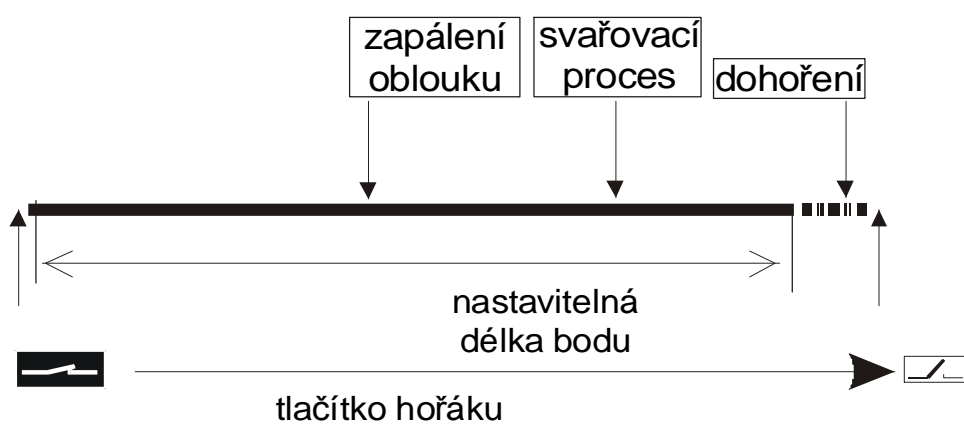 zapálení
oblouku
svařovací
proces
dohoření
nastavitelná
délka bodu
tlačítko hořáku